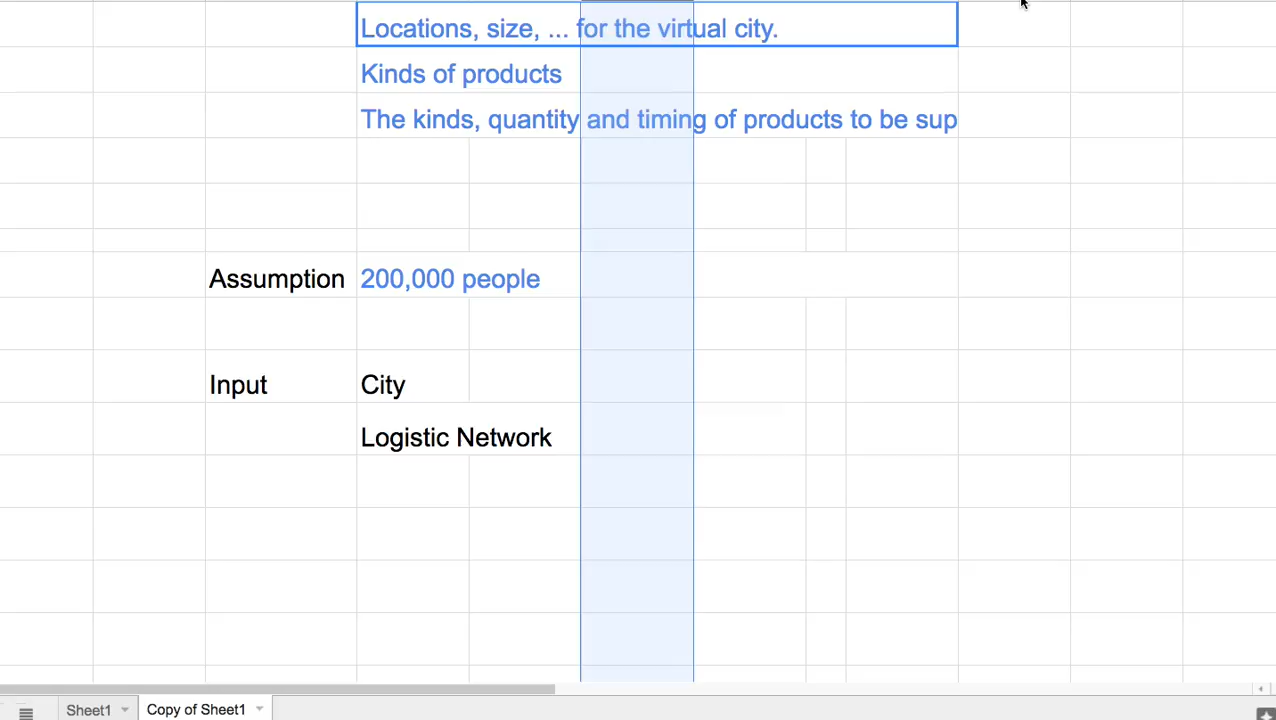 Locations, size, ... for the virtual city.
Kinds of products
The kinds, quantity and timing of products to be sup
Assumption 200,000 people
Input City
Logistic Network
Sheet1 Copy of Sheet1